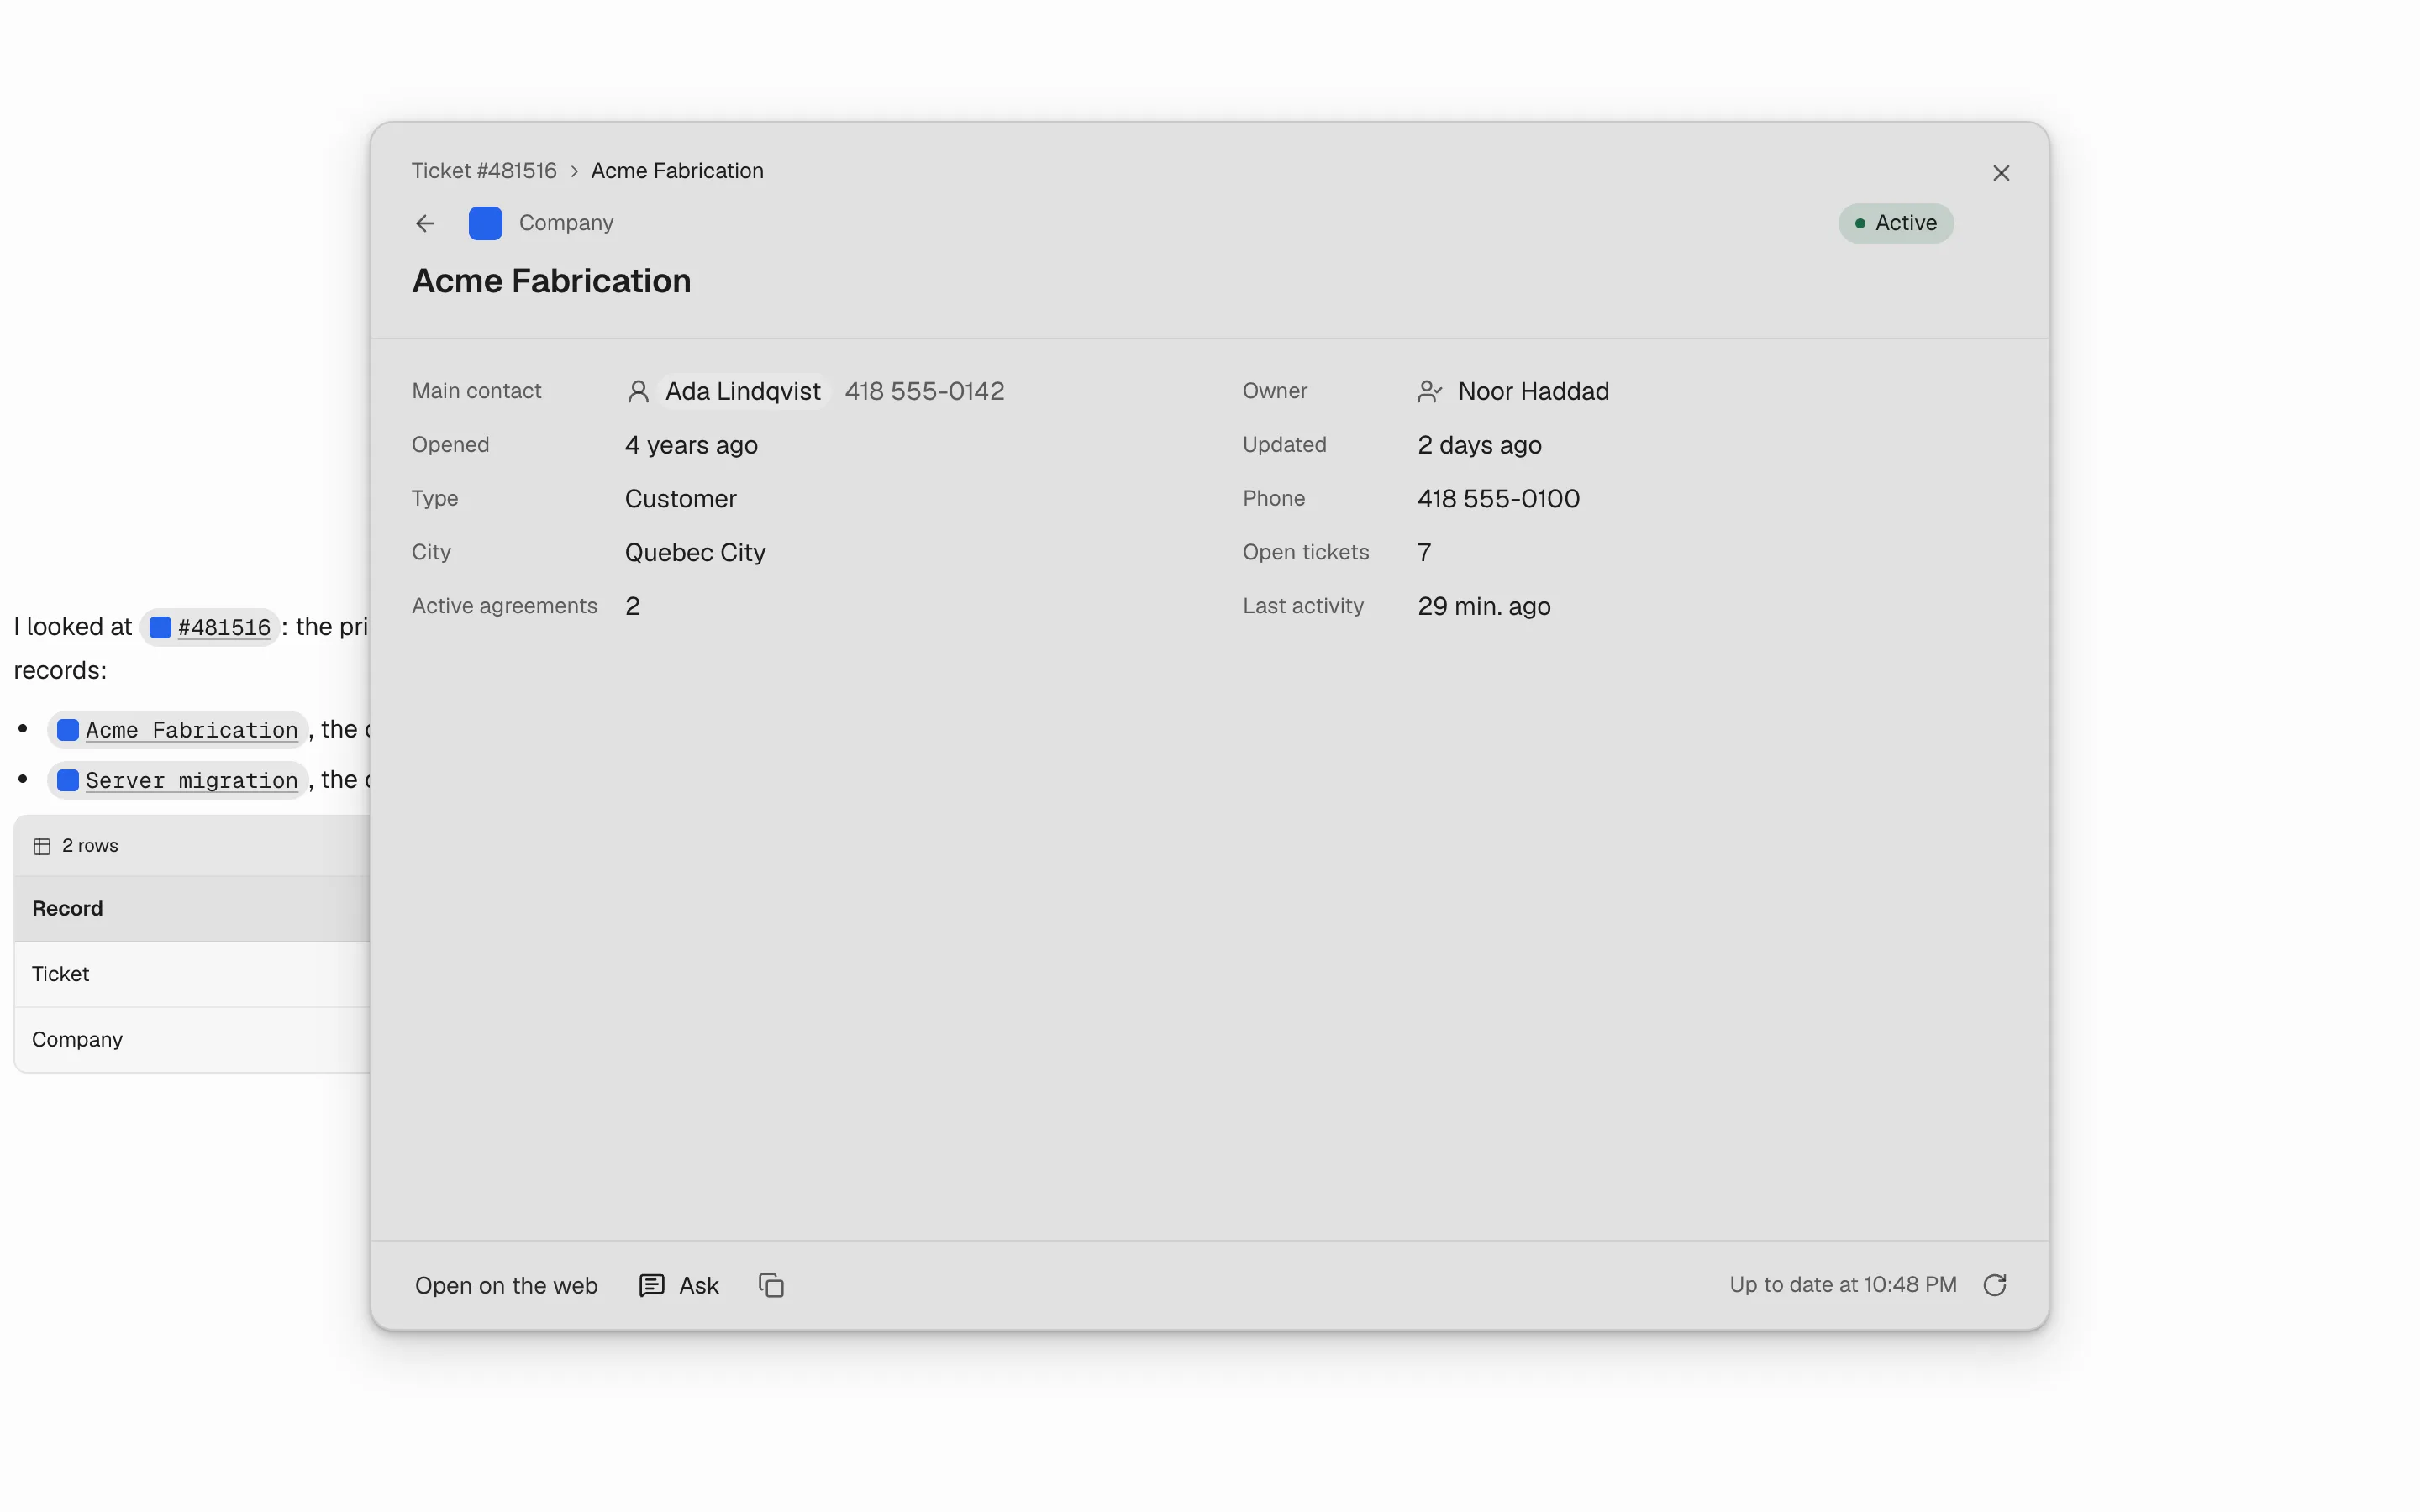 Ticket #481516 > Acme Fabrication
Company
Active
Acme Fabrication
Main contact Ada Lindqvist 418 555-0142
Owner Noor Haddad
Opened 4 years ago
Updated 2 days ago
Type Customer
Phone 418 555-0100
City Quebec City
Open tickets 7
Active agreements 2
Last activity 29 min. ago
Open on the web Ask
Up to date at 10:48 PM
I looked at #481516: the pri
records:
• Acme Fabrication, the
• Server migration, the
2 rows
Record
Ticket
Company